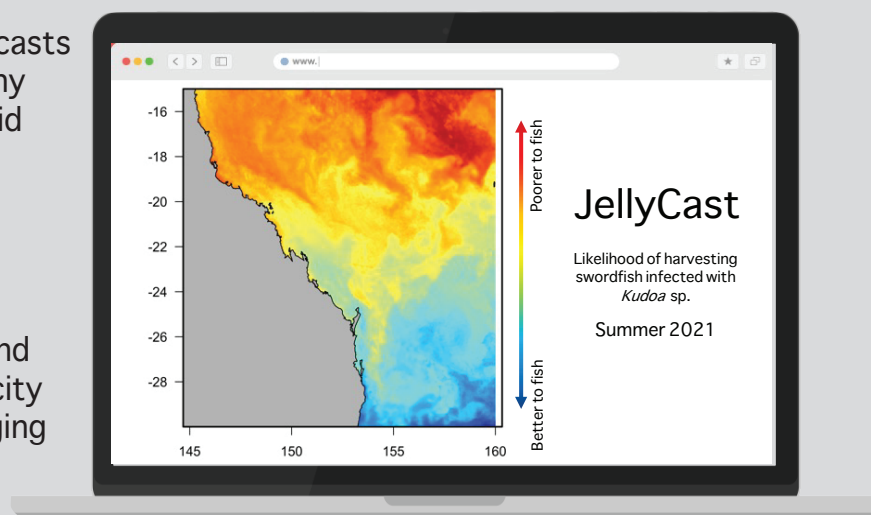 casts
ny
id
nd
city
ging
www.
-16
-18
-20
-22
-24
-26
-28
145 150 155 160
Poorer to fish
Better to fish
JellyCast
Likelihood of harvesting
swordfish infected with
Kudoa sp.
Summer 2021